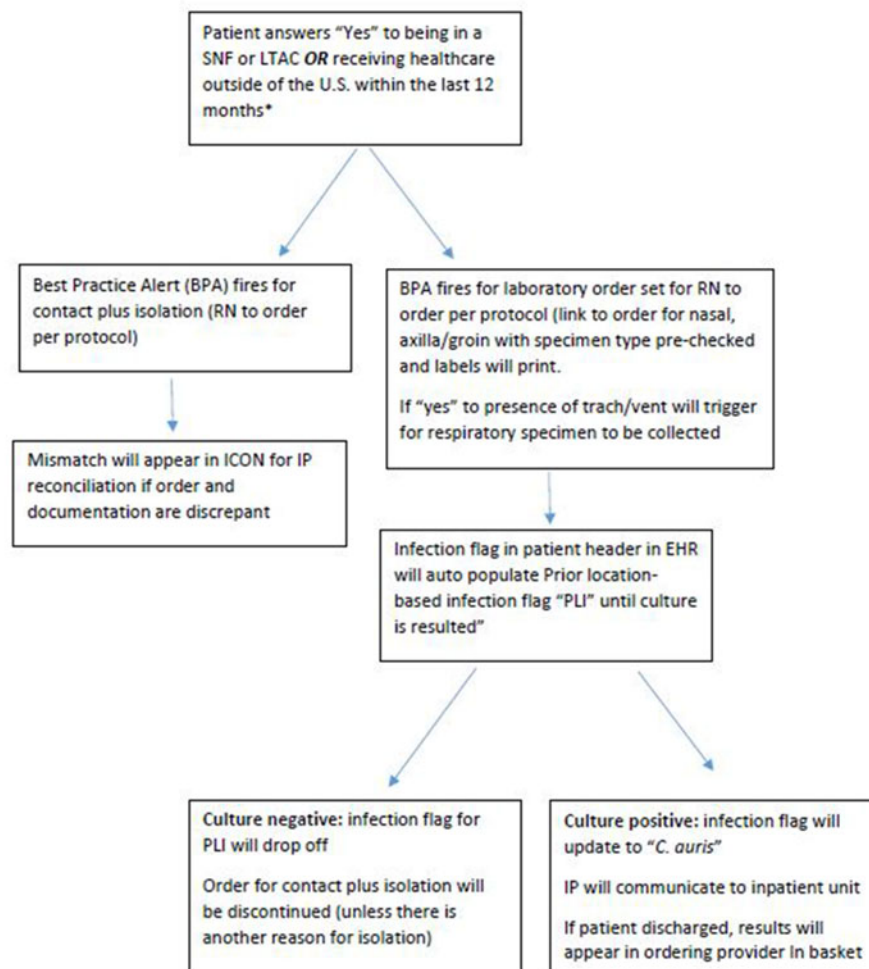 Patient answers “Yes” to being in a
SNF or LTAC OR receiving healthcare
outside of the U.S. within the last 12
months*
Best Practice Alert (BPA) fires for
contact plus isolation (RN to order
per protocol)
BPA fires for laboratory order set for RN to
order per protocol (link to order for nasal,
axilla/groin with specimen type pre-checked
and labels will print.
If “yes” to presence of trach/vent will trigger
for respiratory specimen to be collected
Mismatch will appear in ICON for IP
reconciliation if order and
documentation are discrepant
Infection flag in patient header in EHR
will auto populate Prior location-
based infection flag “PLI” until culture
is resulted”
Culture negative: infection flag for
PLI will drop off
Order for contact plus isolation will
be discontinued (unless there is
another reason for isolation)
Culture positive: infection flag will
update to “C. auris”
IP will communicate to inpatient unit
If patient discharged, results will
appear in ordering provider In basket